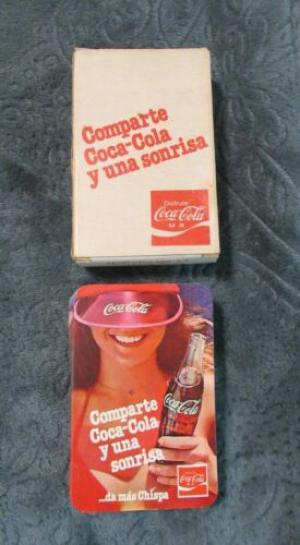 Comparte
Coca-Cola
y una sonrisa
Disfrute
Coca-Cola
M.R.
Coca-Cola
Comparte
Coca-Cola
y una
sonrisa
Coca-Cola
Coca-Cola
...da más Chispa